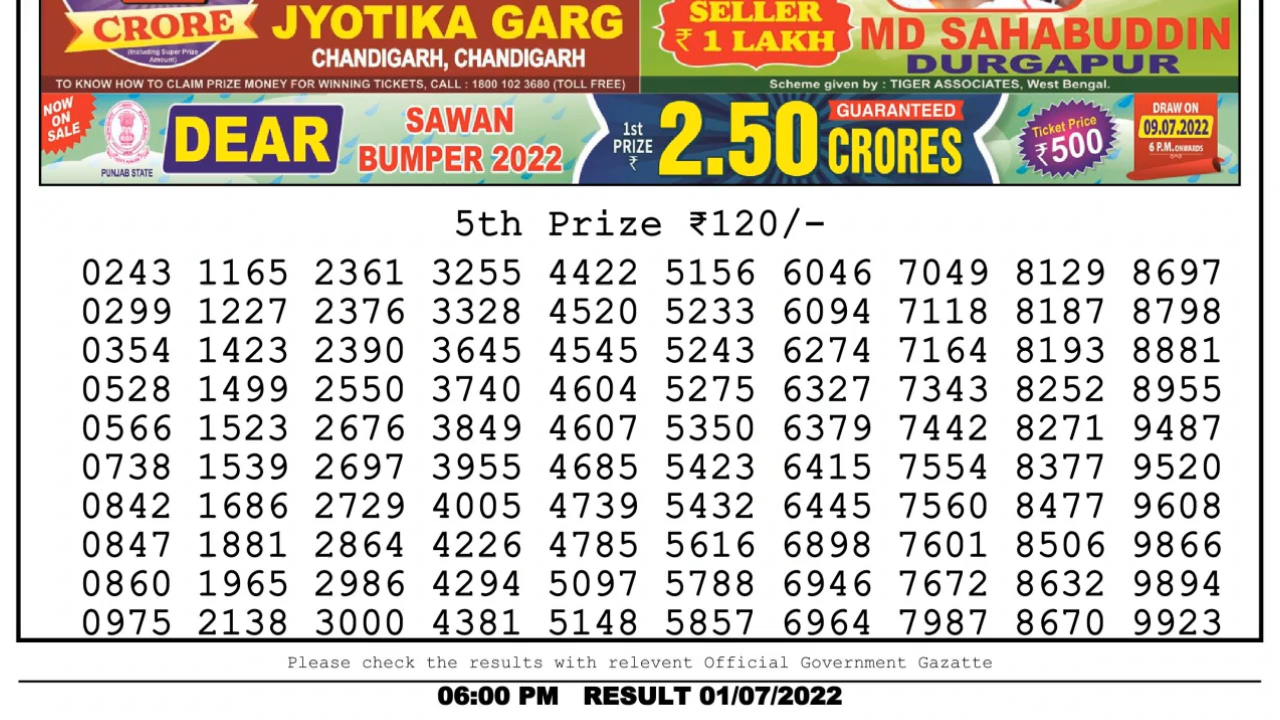 CRORE
(Including Super Prize
Amount)
JYOTIKA GARG
CHANDIGARH, CHANDIGARH
SELLER
₹ 1 LAKH
MD SAHABUDDIN
DURGAPUR
TO KNOW HOW TO CLAIM PRIZE MONEY FOR WINNING TICKETS, CALL : 1800 102 3680 (TOLL FREE)
Scheme given by : TIGER ASSOCIATES, West Bengal.
NOW
ON
SALE
PUNJAB STATE
DEAR
SAWAN
BUMPER 2022
1st
PRIZE
₹
2.50
GUARANTEED
CRORES
Ticket Price
₹500
DRAW ON
09.07.2022
6 P.M. ONWARDS
5th Prize ₹120/-
0243 1165 2361 3255 4422 5156 6046 7049 8129 8697
0299 1227 2376 3328 4520 5233 6094 7118 8187 8798
0354 1423 2390 3645 4545 5243 6274 7164 8193 8881
0528 1499 2550 3740 4604 5275 6327 7343 8252 8955
0566 1523 2676 3849 4607 5350 6379 7442 8271 9487
0738 1539 2697 3955 4685 5423 6415 7554 8377 9520
0842 1686 2729 4005 4739 5432 6445 7560 8477 9608
0847 1881 2864 4226 4785 5616 6898 7601 8506 9866
0860 1965 2986 4294 5097 5788 6946 7672 8632 9894
0975 2138 3000 4381 5148 5857 6964 7987 8670 9923
Please check the results with relevent Official Government Gazatte
06:00 PM RESULT 01/07/2022